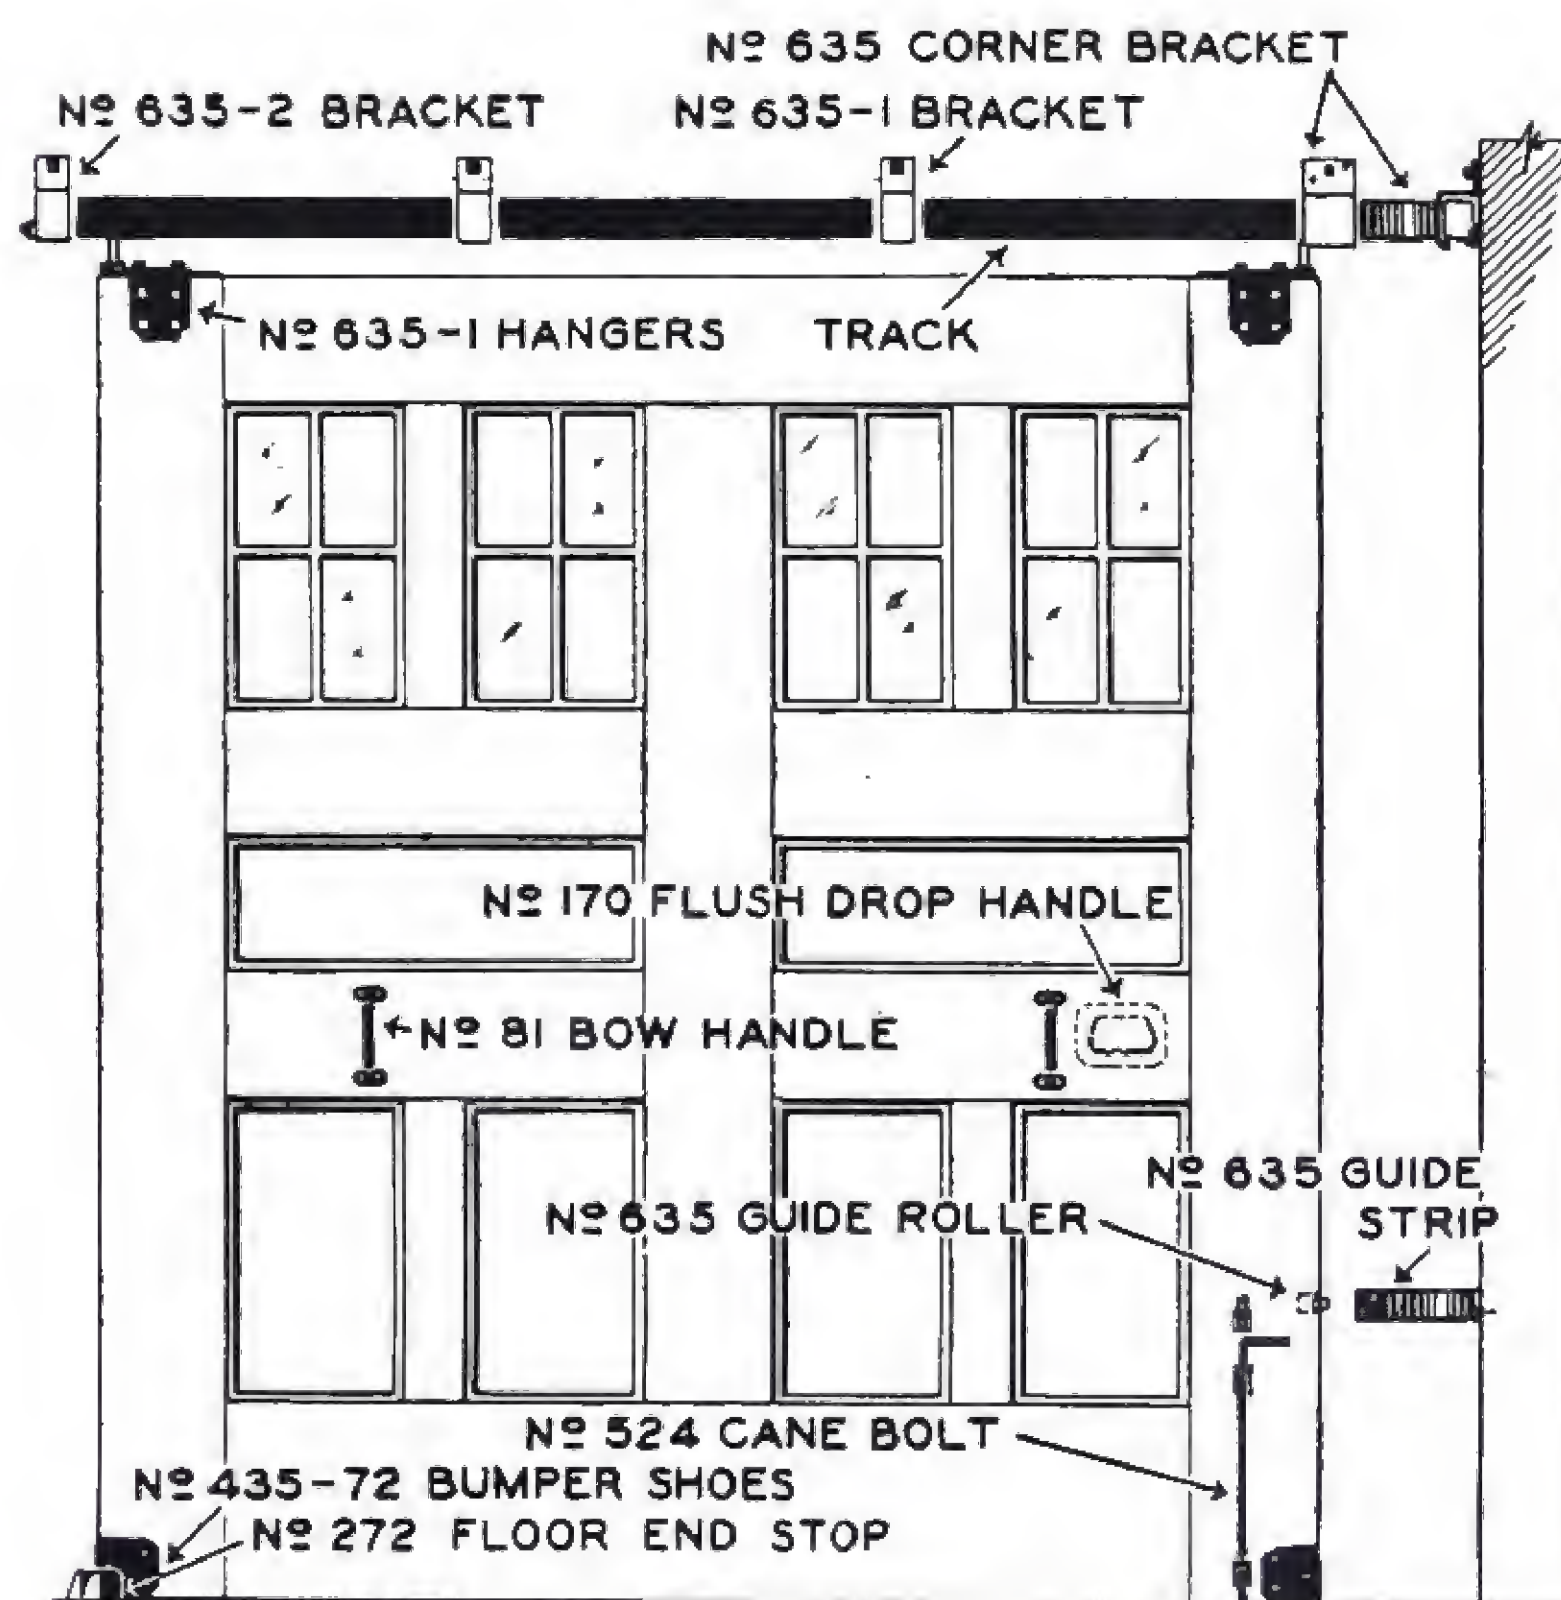 Nº 635 CORNER BRACKET
Nº 635-2 BRACKET
Nº 635-1 BRACKET
Nº 635-1 HANGERS
TRACK
Nº 170 FLUSH DROP HANDLE
Nº 81 BOW HANDLE
Nº 635 GUIDE
STRIP
Nº 635 GUIDE ROLLER
Nº 524 CANE BOLT
Nº 435-72 BUMPER SHOES
Nº 272 FLOOR END STOP